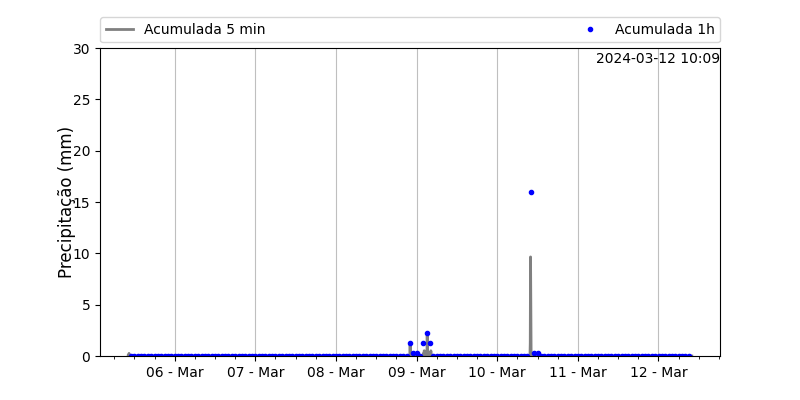 Acumulada 5 min
Acumulada 1h
2024-03-12 10:09
Precipitação (mm)
30
25
20
15
10
5
0
06 - Mar
07 - Mar
08 - Mar
09 - Mar
10 - Mar
11 - Mar
12 - Mar